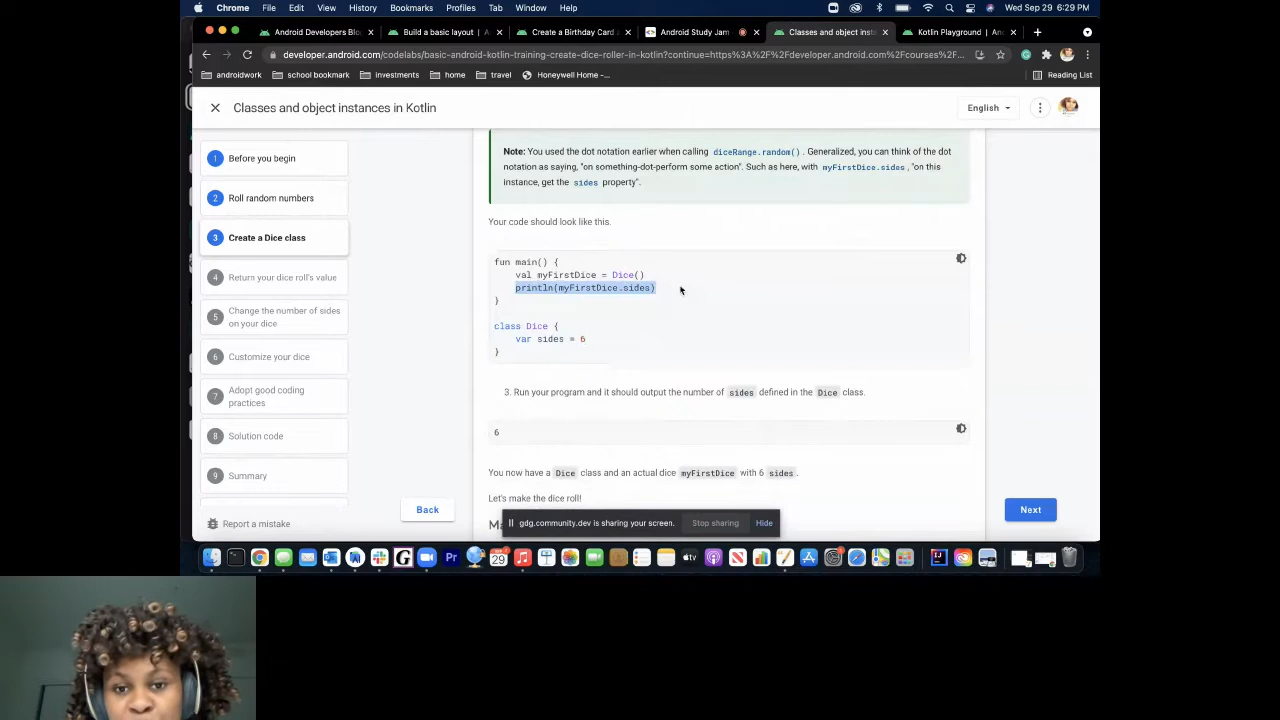 Chrome File Edit View History Bookmarks Profiles Tab Window Help Wed Sep 29 6:29 PM
Android Developers Blo Build a basic layout | A Create a Birthday Card a Android Study Jam Classes and object insta Kotlin Playground | And
developer.android.com/codelabs/basic-android-kotlin-training-create-dice-roller-in-kotlin?continue=https%3A%2F%2Fdeveloper.android.com%2Fcourses%2F...
androidwork school bookmark investments home travel Honeywell Home -... Reading List
Classes and object instances in Kotlin English
1 Before you begin
2 Roll random numbers
3 Create a Dice class
4 Return your dice roll's value
5 Change the number of sides
on your dice
6 Customize your dice
7 Adopt good coding
practices
8 Solution code
9 Summary
Report a mistake
Note: You used the dot notation earlier when calling diceRange.random(). Generalized, you can think of the dot
notation as saying, "on something-dot-perform some action". Such as here, with myFirstDice.sides, "on this
instance, get the sides property".
Your code should look like this.
fun main() {
val myFirstDice = Dice()
println(myFirstDice.sides)
}
class Dice {
var sides = 6
}
3. Run your program and it should output the number of sides defined in the Dice class.
6
You now have a Dice class and an actual dice myFirstDice with 6 sides.
Let's make the dice roll!
Back
Next
gdg.community.dev is sharing your screen. Stop sharing Hide